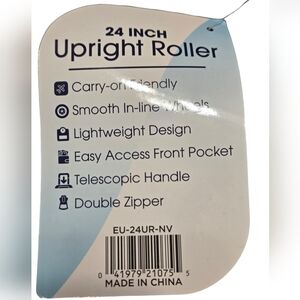 24 INCH
Upright Roller
Carry-on Friendly
Smooth In-line Wheels
Lightweight Design
Easy Access Front Pocket
Telescopic Handle
Double Zipper
EU-24UR-NV
0 41979 21075 5
MADE IN CHINA